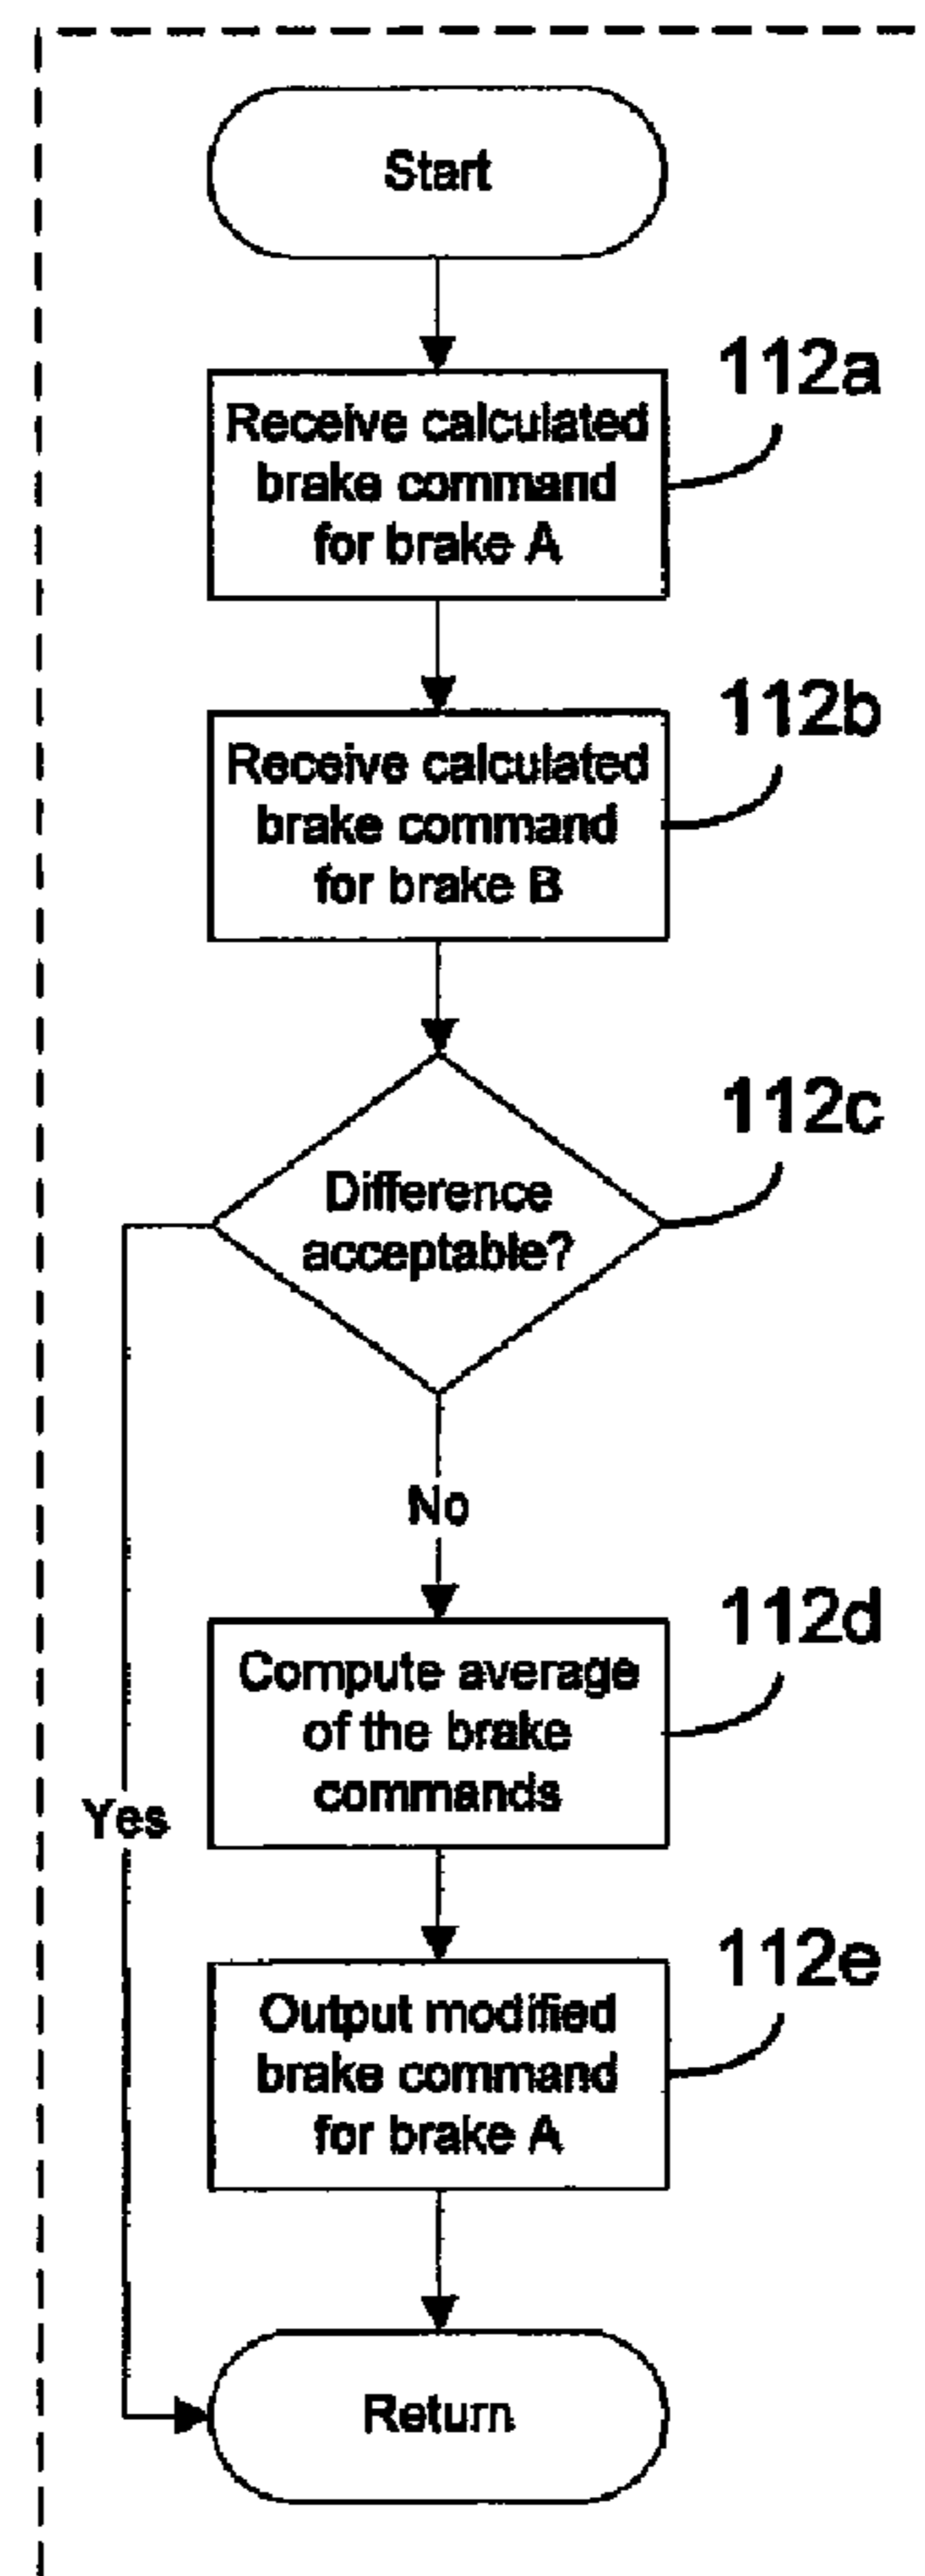 Start
112a
Receive calculated
brake command
for brake A
112b
Receive calculated
brake command
for brake B
112c
Difference
acceptable?
No
112d
Compute average
of the brake
commands
Yes
112e
Output modified
brake command
for brake A
Return